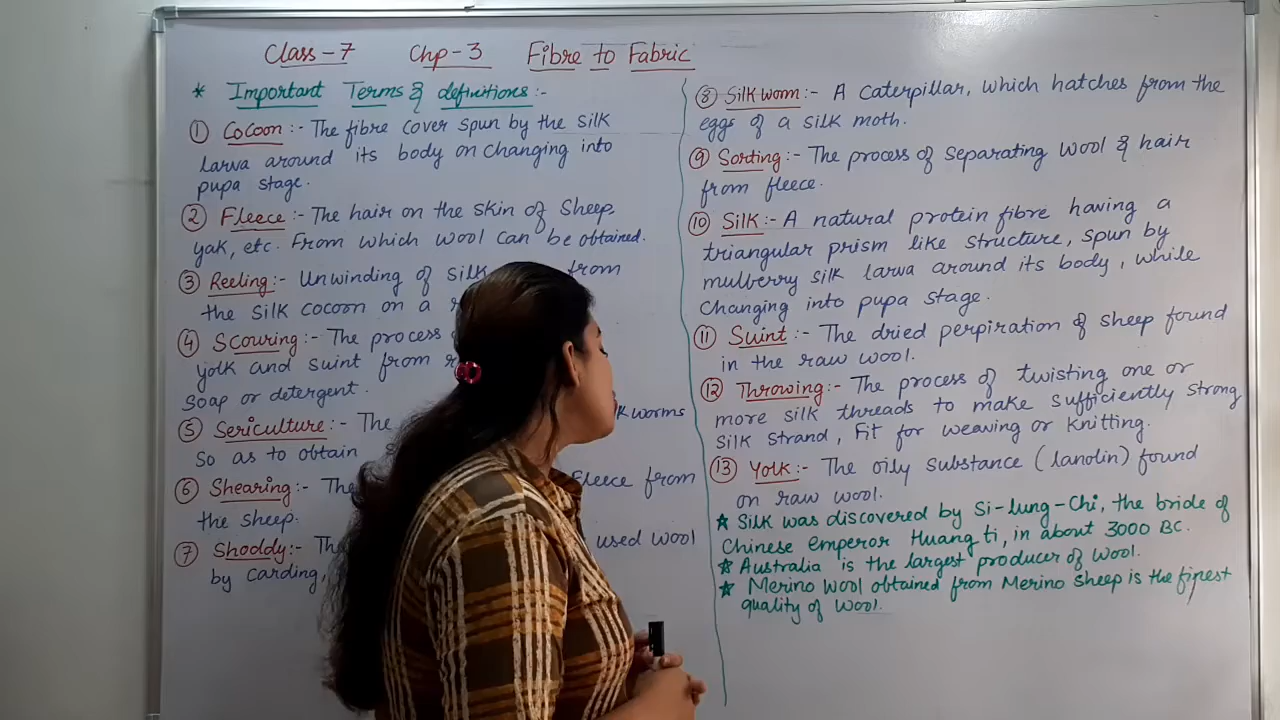 Class-7 Chp-3 Fibre to Fabric
* Important Terms & definitions:-
① Cocoon:- The fibre cover spun by the silk
larva around its body on changing into
pupa stage.
② Fleece:- The hair on the skin of Sheep,
yak, etc. From which wool can be obtained.
③ Reeling:- Unwinding of silk from
the silk cocoon on a
④ Scouring:- The process
yolk and suint from
soap or detergent.
⑤ Sericulture:- The worms
so as to obtain
⑥ Shearing:- The Fleece from
the sheep.
⑦ Shoddy:- used wool
by carding,
⑧ Silk worm:- A caterpillar, which hatches from the
eggs of a silk moth.
⑨ Sorting:- The process of separating wool & hair
from fleece.
⑩ Silk:- A natural protein fibre having a
triangular prism like structure, spun by
mulberry silk larva around its body, while
Changing into pupa stage.
⑪ Suint:- The dried perpiration of sheep found
in the raw wool.
⑫ Throwing:- The process of twisting one or
more silk threads to make sufficiently strong
silk strand, Fit for weaving or knitting.
⑬ Yolk:- The oily substance (lanolin) found
on raw wool.
☆ Silk was discovered by Si-lung-Chi, the bride of
Chinese emperor Huang ti, in about 3000 BC.
☆ Australia is the largest producer of wool.
☆ Merino wool obtained from Merino sheep is the finest
quality of wool.